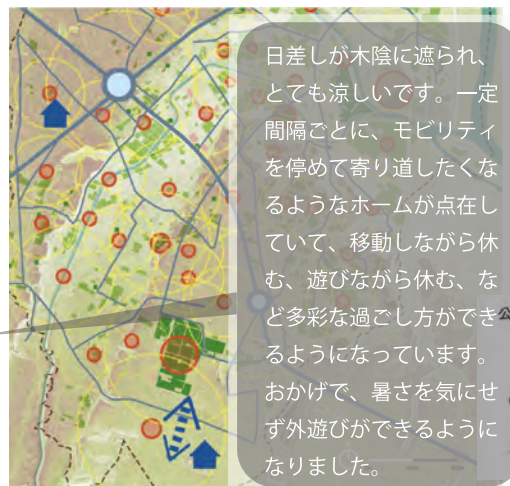 日差しが木陰に遮られ、
とても涼しいです。一定
間隔ごとに、モビリティ
を停めて寄り道したくな
るようなホームが点在し
ていて、移動しながら休
む、遊びながら休む、な
ど多彩な過ごし方ができ
るようになっています。
おかげで、暑さを気にせ
ず外遊びができるように
なりました。
公